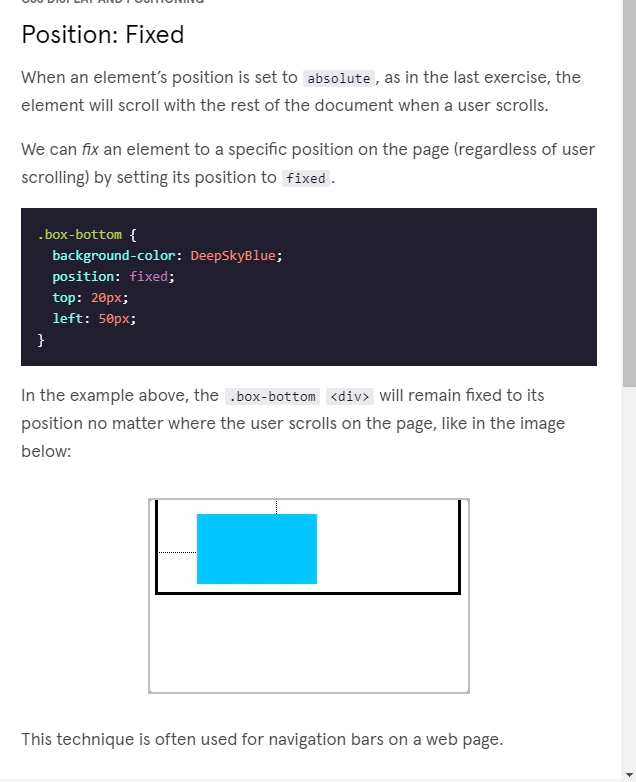 CSS DISPLAY AND POSITIONING
Position: Fixed
When an element’s position is set to absolute, as in the last exercise, the
element will scroll with the rest of the document when a user scrolls.
We can fix an element to a specific position on the page (regardless of user
scrolling) by setting its position to fixed.
.box-bottom {
  background-color: DeepSkyBlue;
  position: fixed;
  top: 20px;
  left: 50px;
}
In the example above, the .box-bottom <div> will remain fixed to its
position no matter where the user scrolls on the page, like in the image
below:
This technique is often used for navigation bars on a web page.